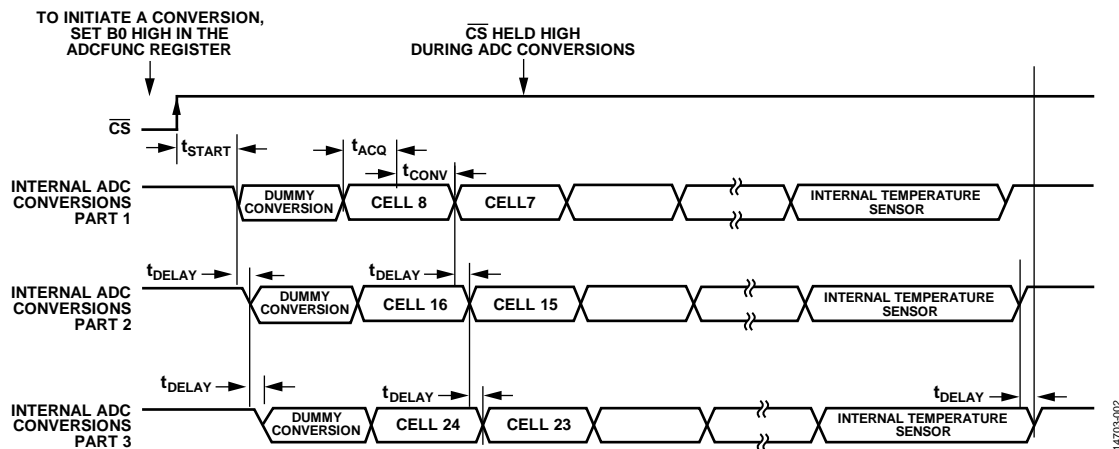 TO INITIATE A CONVERSION,
SET B0 HIGH IN THE
ADCFUNC REGISTER
CS HELD HIGH
DURING ADC CONVERSIONS
CS
tSTART
tACQ
tCONV
INTERNAL ADC
CONVERSIONS
PART 1
DUMMY
CONVERSION
CELL 8
CELL7
INTERNAL TEMPERATURE
SENSOR
tDELAY
tDELAY
INTERNAL ADC
CONVERSIONS
PART 2
DUMMY
CONVERSION
CELL 16
CELL 15
INTERNAL TEMPERATURE
SENSOR
tDELAY
tDELAY
tDELAY
INTERNAL ADC
CONVERSIONS
PART 3
DUMMY
CONVERSION
CELL 24
CELL 23
INTERNAL TEMPERATURE
SENSOR
14703-002